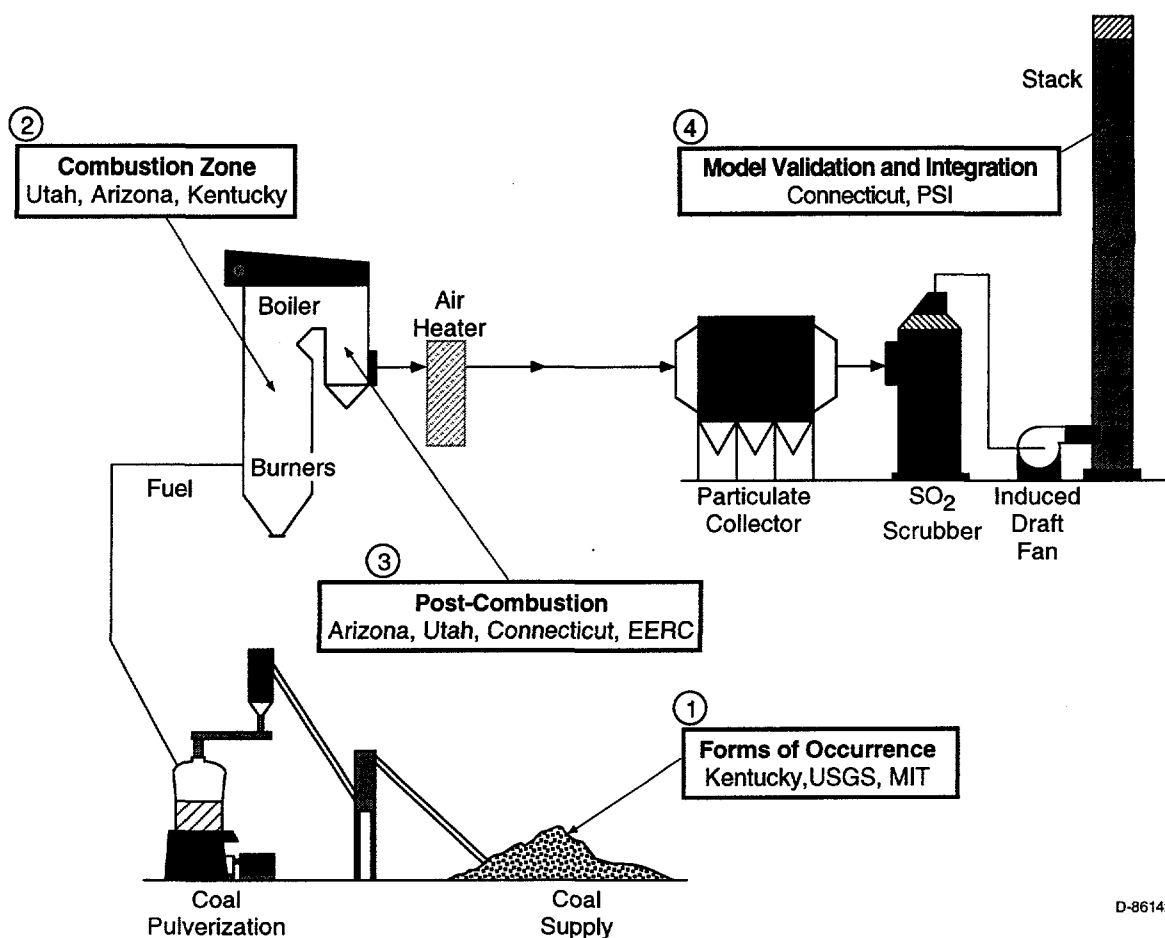 Stack
②
Combustion Zone
Utah, Arizona, Kentucky
④
Model Validation and Integration
Connecticut, PSI
Boiler
Air
Heater
Burners
Fuel
Particulate
Collector
SO2
Scrubber
Induced
Draft
Fan
③
Post-Combustion
Arizona, Utah, Connecticut, EERC
①
Forms of Occurrence
Kentucky,USGS, MIT
Coal
Pulverization
Coal
Supply